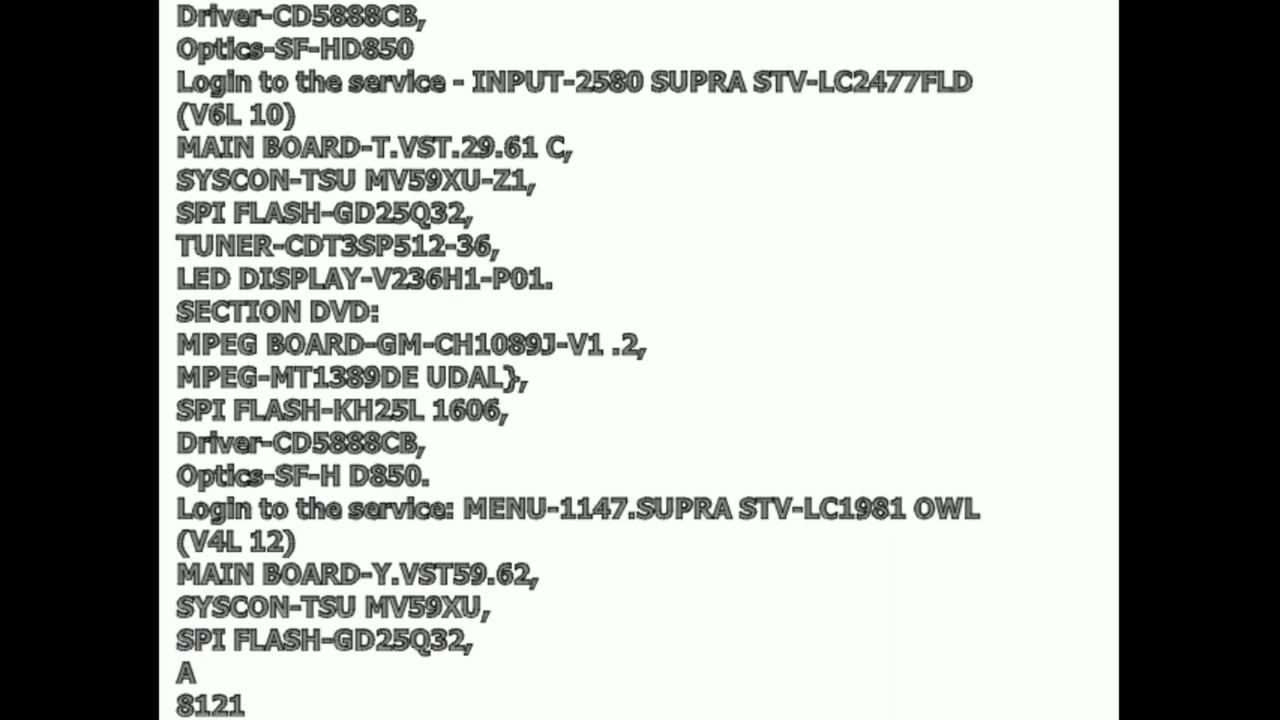 Driver-CD5888CB,
Optics-SF-HD850
Login to the service - INPUT-2580 SUPRA STV-LC2477FLD
(V6L 10)
MAIN BOARD-T.VST.29.61 C,
SYSCON-TSU MV59XU-Z1,
SPI FLASH-GD25Q32,
TUNER-CDT3SP512-36,
LED DISPLAY-V236H1-P01.
SECTION DVD:
MPEG BOARD-GM-CH1089J-V1 .2,
MPEG-MT1389DE UDAL},
SPI FLASH-KH25L 1606,
Driver-CD5888CB,
Optics-SF-H D850.
Login to the service: MENU-1147.SUPRA STV-LC1981 OWL
(V4L 12)
MAIN BOARD-Y.VST59.62,
SYSCON-TSU MV59XU,
SPI FLASH-GD25Q32,
A
8121